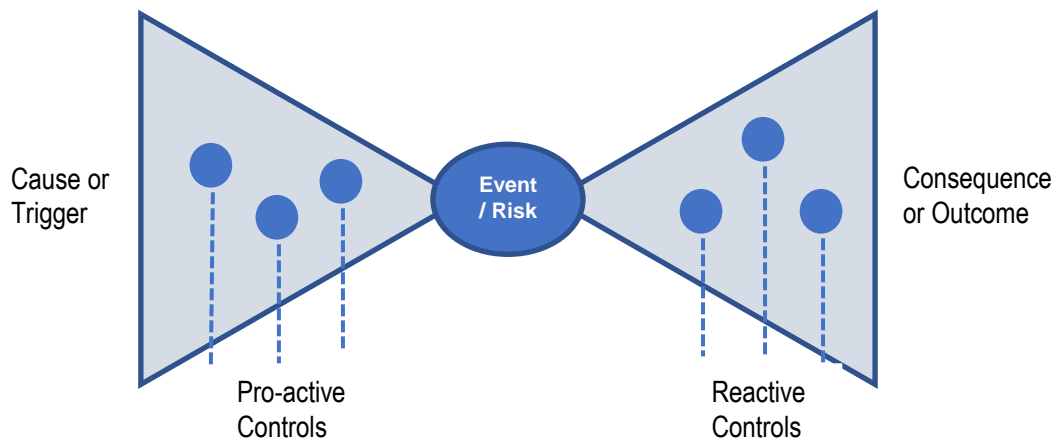 Cause or
Trigger
Event
/ Risk
Consequence
or Outcome
Pro-active
Controls
Reactive
Controls